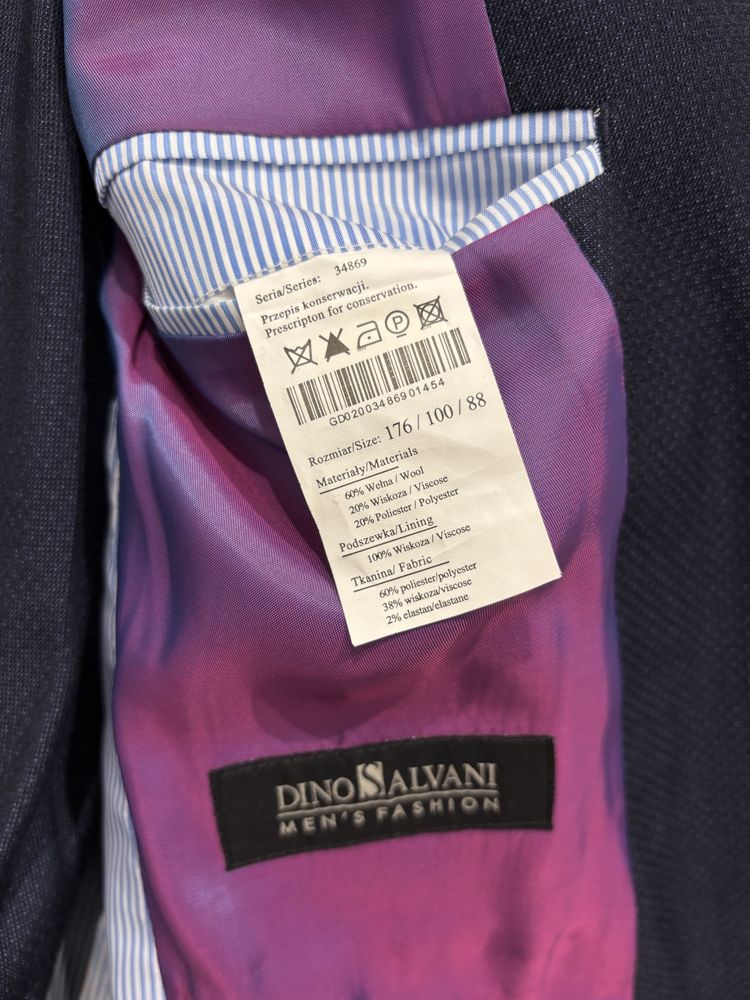 Seria/Series: 34869
Przepis konserwacji.
Prescripton for conservation.
P
GD02003486901454
Rozmiar/Size: 176 / 100 / 88
Materiały/Materials
60% Wełna / Wool
20% Wiskoza / Viscose
20% Poliester / Polyester
Podszewka/Lining
100% Wiskoza / Viscose
Tkanina/ Fabric
60% poliester/polyester
38% wiskoza/viscose
2% elastan/elastane
DINO SALVANI
MEN'S FASHION